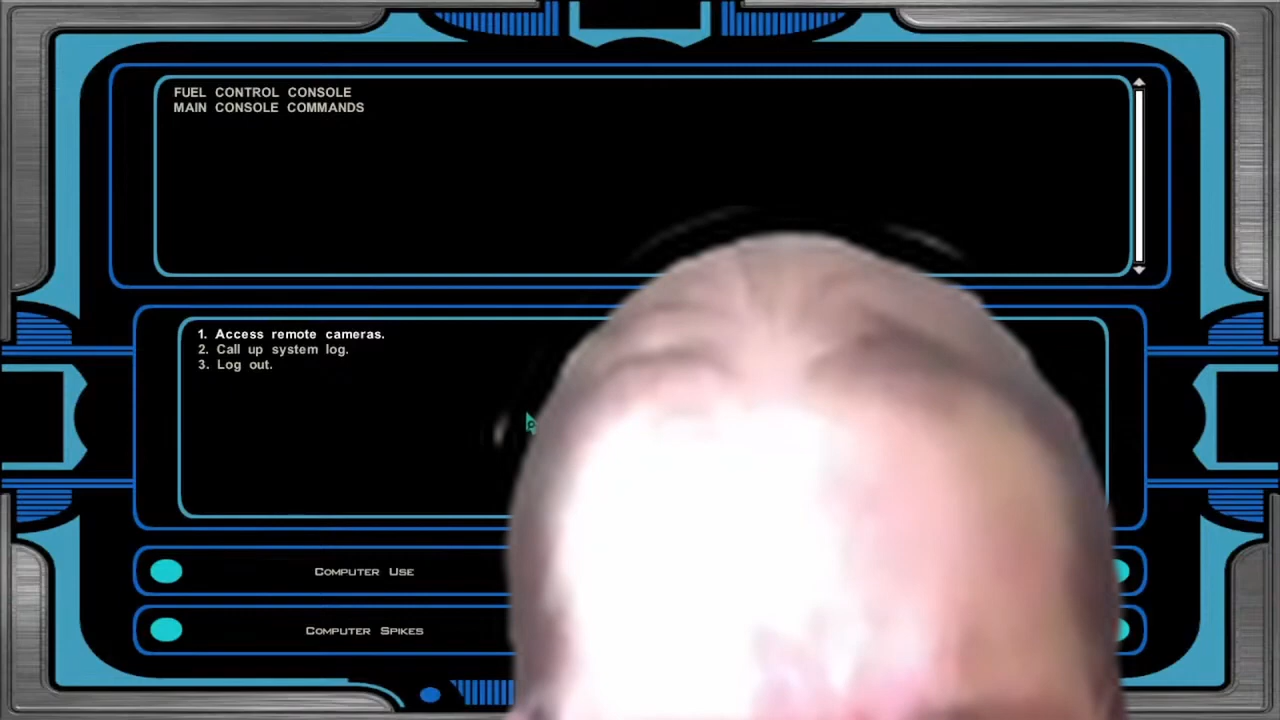 FUEL CONTROL CONSOLE
MAIN CONSOLE COMMANDS
1. Access remote cameras.
2. Call up system log.
3. Log out.
COMPUTER USE
COMPUTER SPIKES